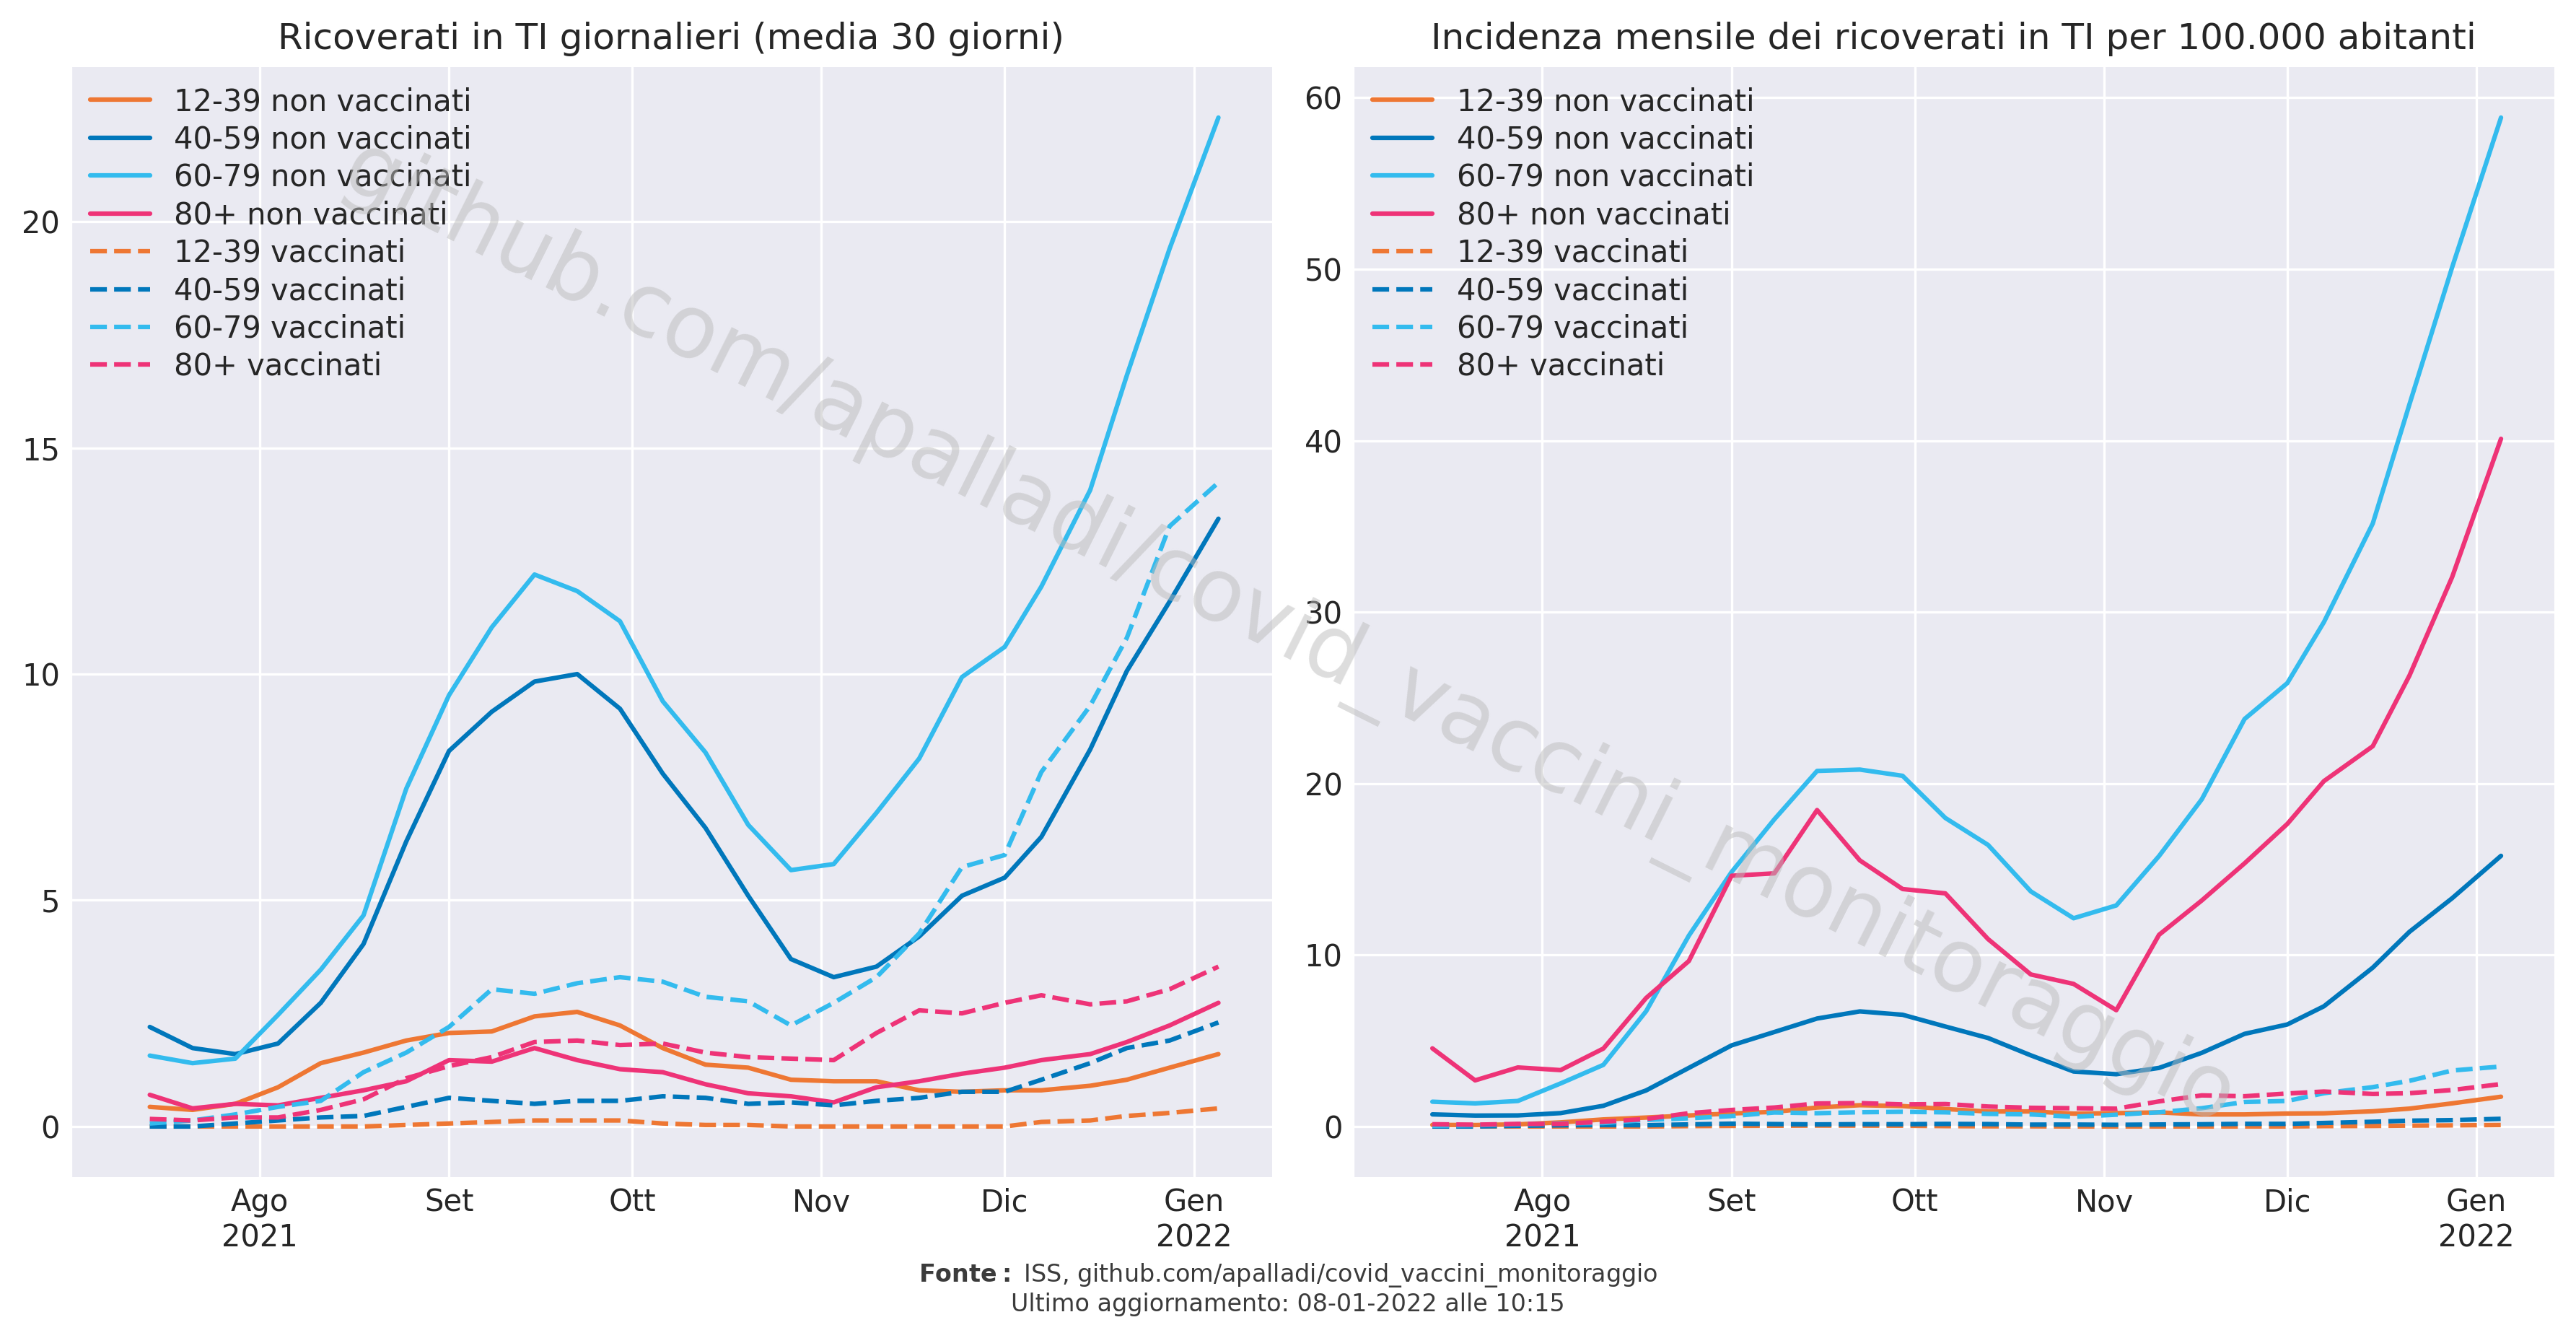 Ricoverati in TI giornalieri (media 30 giorni)
12-39 non vaccinati
40-59 non vaccinati
60-79 non vaccinati
80+ non vaccinati
12-39 vaccinati
40-59 vaccinati
60-79 vaccinati
80+ vaccinati
20
15
10
5
0
Ago
2021
Set
Ott
Nov
Dic
Gen
2022
Incidenza mensile dei ricoverati in TI per 100.000 abitanti
12-39 non vaccinati
40-59 non vaccinati
60-79 non vaccinati
80+ non vaccinati
12-39 vaccinati
40-59 vaccinati
60-79 vaccinati
80+ vaccinati
60
50
40
30
20
10
0
Ago
2021
Set
Ott
Nov
Dic
Gen
2022
github.com/apalladi/covid_vaccini_monitoraggio
Fonte: ISS, github.com/apalladi/covid_vaccini_monitoraggio
Ultimo aggiornamento: 08-01-2022 alle 10:15